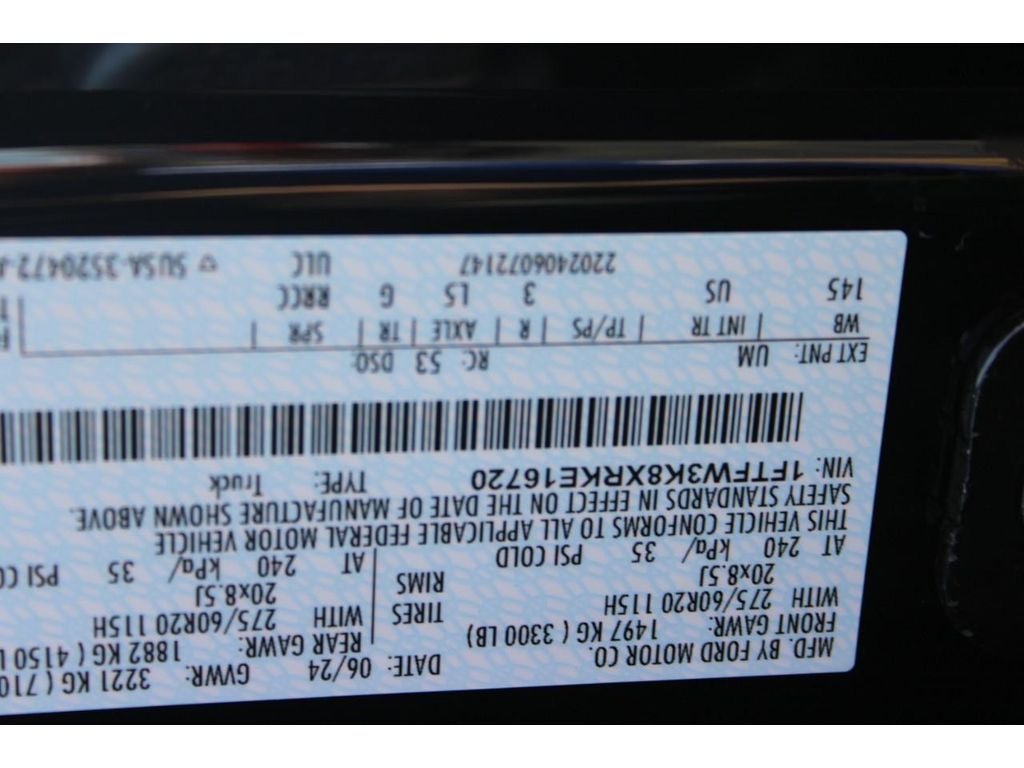 MFD. BY FORD MOTOR CO.
DATE: 06/24 GVWR: 3221 KG
FRONT GAWR: 1497 KG ( 3300 LB) REAR GAWR: 1882 KG ( 4150
WITH 275/60R20 115H TIRES WITH 275/60R20 115H
20x8.5J RIMS 20x8.5J
AT 240 kPa/ 35 PSI COLD AT 240 kPa/ 35 PSI
THIS VEHICLE CONFORMS TO ALL APPLICABLE FEDERAL MOTOR VEHICLE
SAFETY STANDARDS IN EFFECT ON THE DATE OF MANUFACTURE SHOWN ABOVE.
VIN: 1FTFW3K8XRKE16720 TYPE: Truck
EXT PNT: UM RC: 53 DSO:
WB | INT TR | TP/PS | R | AXLE | TR | SPR |
145 US 3 L5 G RRCC
2202406072147 ULC